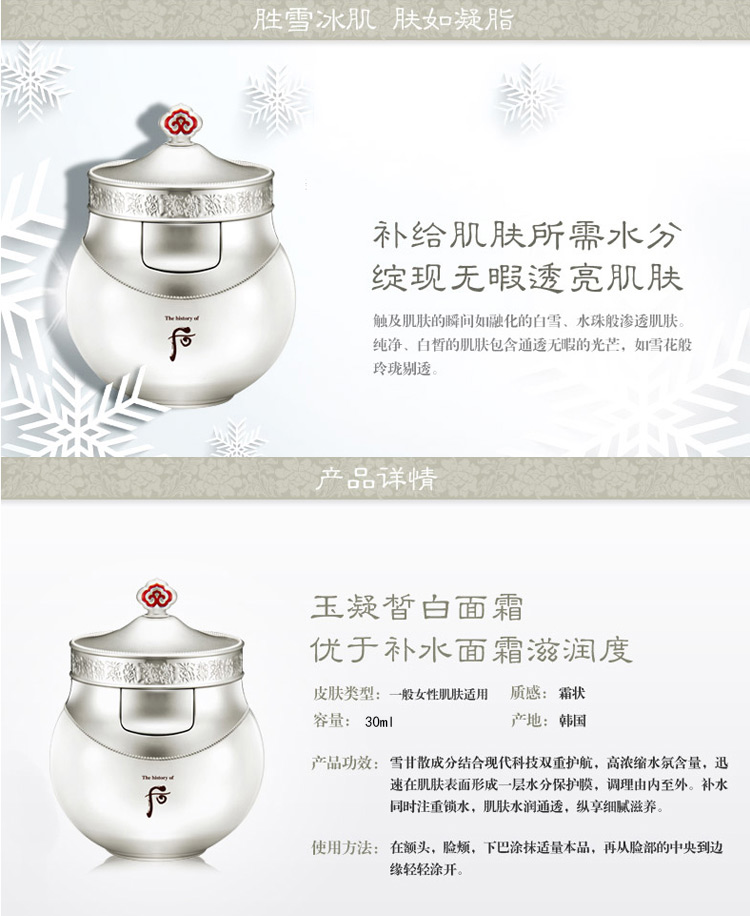 胜雪冰肌 肤如凝脂
补给肌肤所需水分
绽现无暇透亮肌肤
The history of
触及肌肤的瞬间如融化的白雪、水珠般渗透肌肤。
纯净、白皙的肌肤包含通透无暇的光芒，如雪花般
玲珑剔透。
产品详情
玉凝皙白面霜
优于补水面霜滋润度
皮肤类型：一般女性肌肤适用 质感：霜状
容量： 30ml 产地：韩国
The history of
产品功效：雪甘散成分结合现代科技双重护航，高浓缩水氛含量，迅
速在肌肤表面形成一层水分保护膜，调理由内至外。补水
同时注重锁水，肌肤水润通透，纵享细腻滋养。
使用方法：在额头，脸颊，下巴涂抹适量本品，再从脸部的中央到边
缘轻轻涂开。